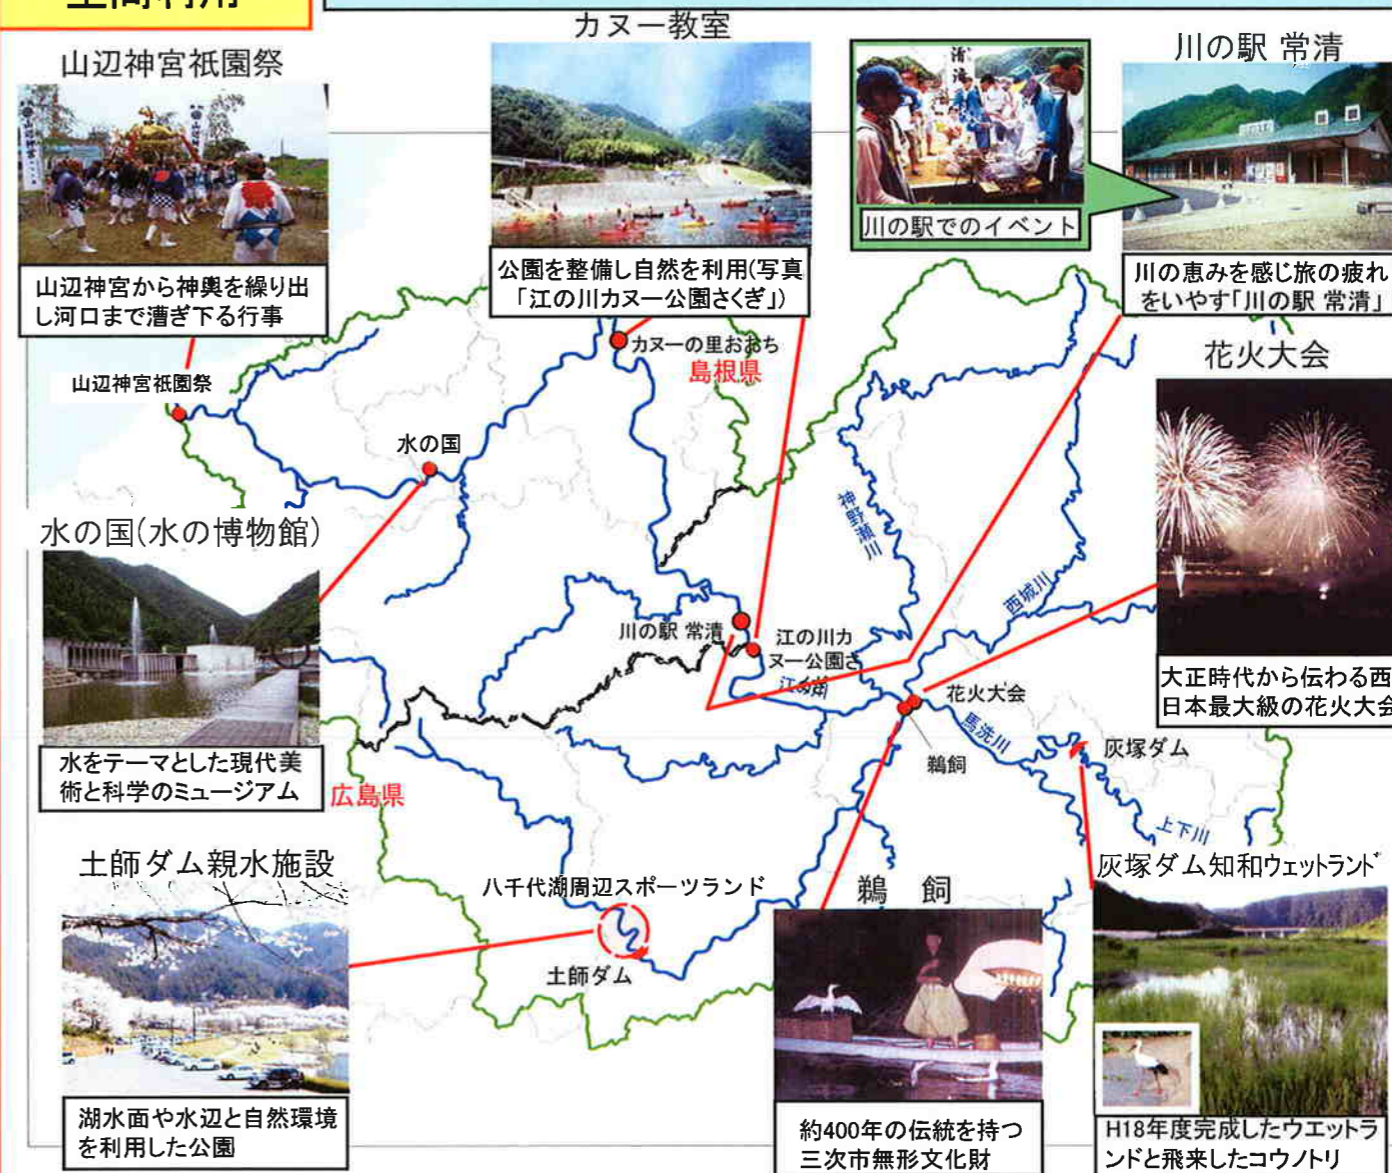 空間利用
カヌー教室
山辺神宮祇園祭
川の駅 常清
清流
川の駅でのイベント
公園を整備し自然を利用(写真
「江の川カヌー公園さくぎ」)
山辺神宮から神輿を繰り出
し河口まで漕ぎ下る行事
川の恵みを感じ旅の疲れ
をいやす「川の駅 常清」
カヌーの里おおち
島根県
花火大会
山辺神宮祇園祭
水の国
神野瀬川
水の国(水の博物館)
西城川
川の駅 常清
江の川カ
ヌー公園さ
江の川
花火大会
馬洗川
鵜飼
灰塚ダム
大正時代から伝わる西
日本最大級の花火大会
水をテーマとした現代美
術と科学のミュージアム
広島県
上下川
土師ダム親水施設
八千代湖周辺スポーツランド
鵜 飼
灰塚ダム知和ウェットランド
土師ダム
湖水面や水辺と自然環境
を利用した公園
約400年の伝統を持つ
三次市無形文化財
H18年度完成したウエットラ
ンドと飛来したコウノトリ